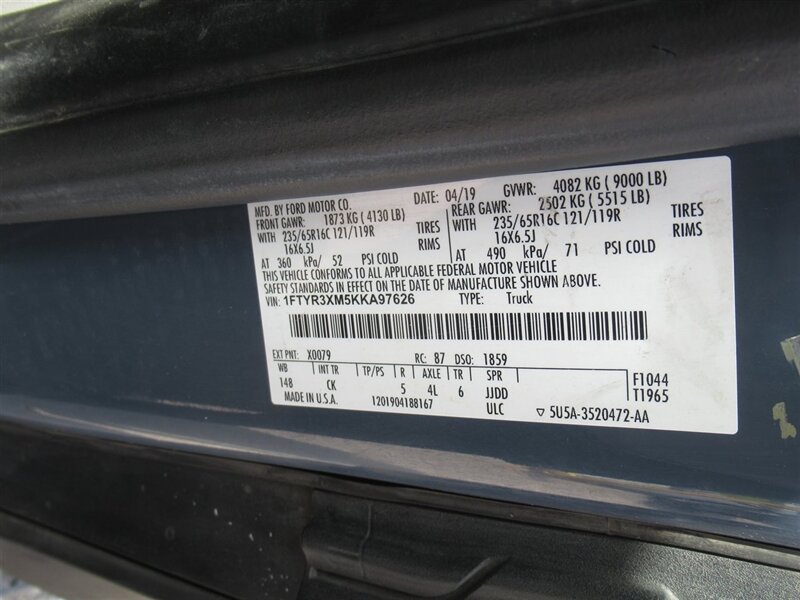 MFD. BY FORD MOTOR CO. DATE: 04/19 GVWR: 4082 KG ( 9000 LB)
FRONT GAWR: 1873 KG ( 4130 LB) REAR GAWR: 2502 KG ( 5515 LB)
WITH 235/65R16C 121/119R TIRES WITH 235/65R16C 121/119R TIRES
16X6.5J RIMS 16X6.5J RIMS
AT 360 kPa/ 52 PSI COLD AT 490 kPa/ 71 PSI COLD
THIS VEHICLE CONFORMS TO ALL APPLICABLE FEDERAL MOTOR VEHICLE
SAFETY STANDARDS IN EFFECT ON THE DATE OF MANUFACTURE SHOWN ABOVE.
VIN: 1FTYR3XM5KKA97626 TYPE: Truck
EXT PNT: X0079 RC: 87 DSO: 1859
WB INT TR TP/PS R AXLE TR SPR F1044
148 CK 5 4L 6 JJDD T1965
MADE IN U.S.A. 1201904188167 ULC ▽ 5U5A-3520472-AA